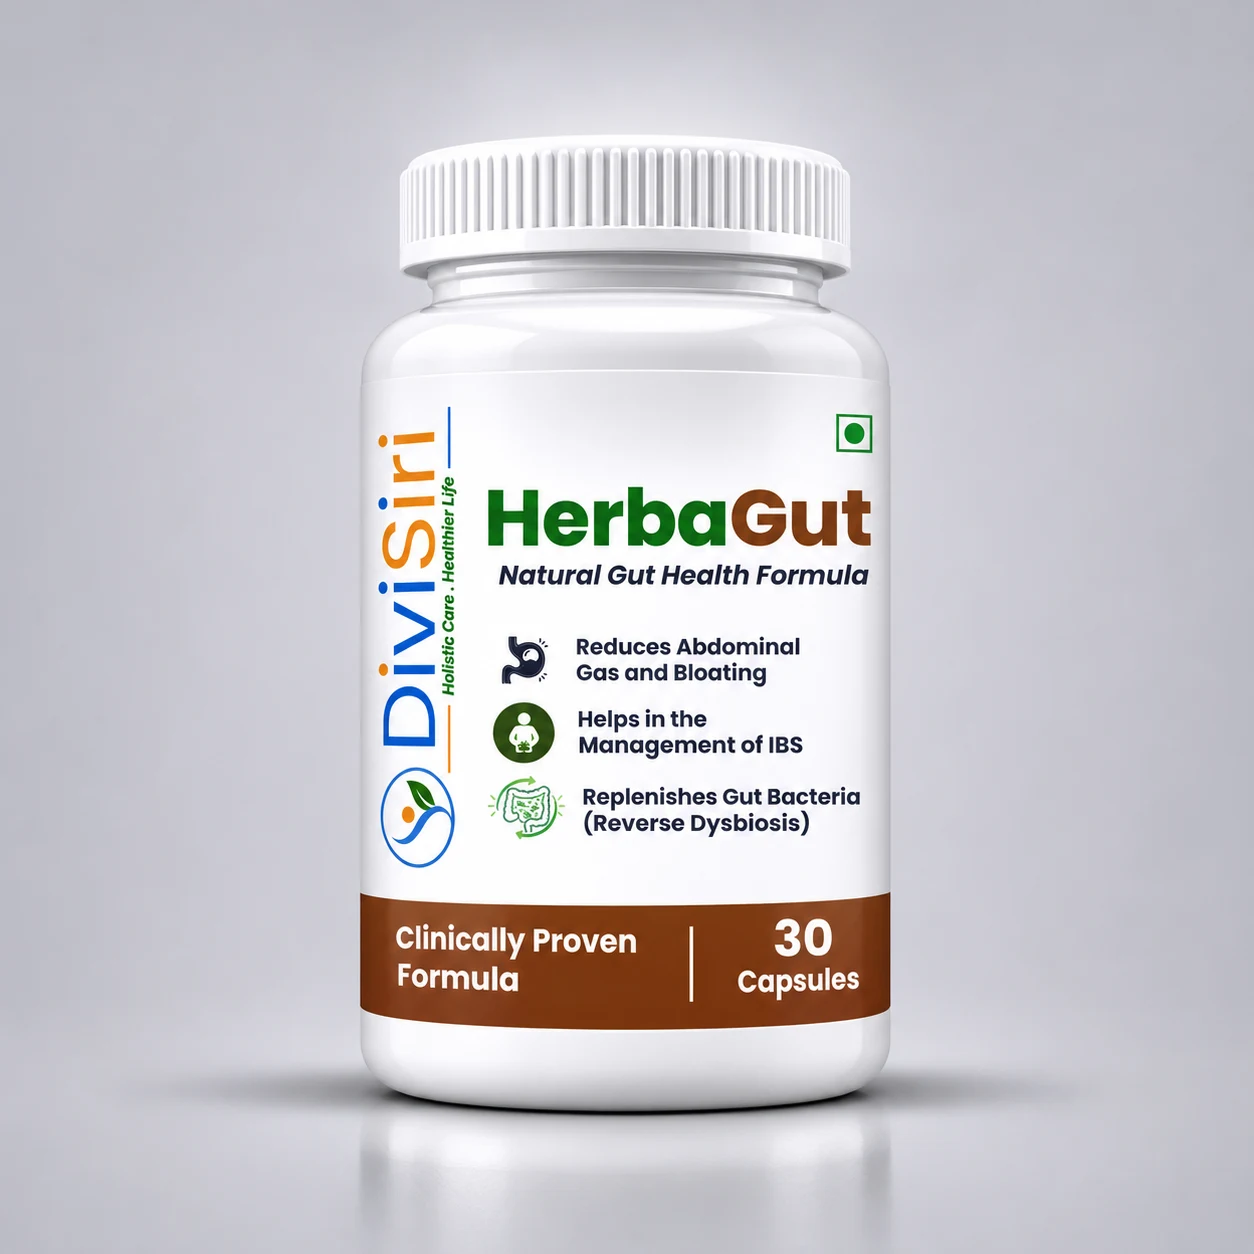 DiviSiri
Holistic Care . Healthier Life
HerbaGut
Natural Gut Health Formula
Reduces Abdominal
Gas and Bloating
Helps in the
Management of IBS
Replenishes Gut Bacteria
(Reverse Dysbiosis)
Clinically Proven
Formula
30
Capsules